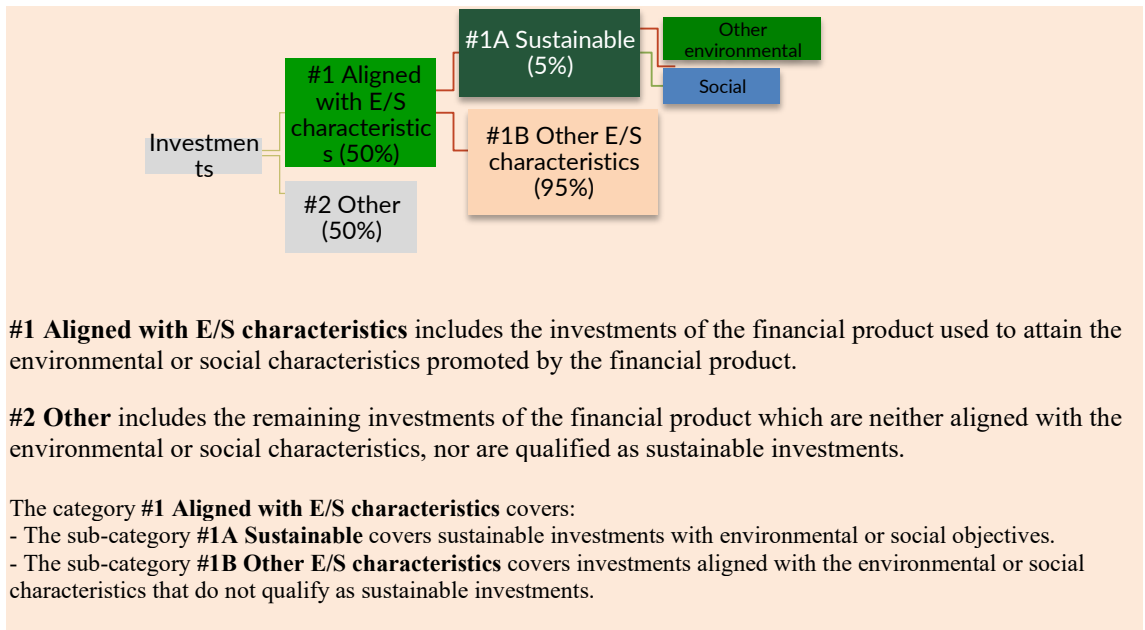 Investmen
ts
#1 Aligned
with E/S
characteristic
s (50%)
#2 Other
(50%)
#1A Sustainable
(5%)
#1B Other E/S
characteristics
(95%)
Other
environmental
Social
#1 Aligned with E/S characteristics includes the investments of the financial product used to attain the
environmental or social characteristics promoted by the financial product.
#2 Other includes the remaining investments of the financial product which are neither aligned with the
environmental or social characteristics, nor are qualified as sustainable investments.
The category #1 Aligned with E/S characteristics covers:
- The sub-category #1A Sustainable covers sustainable investments with environmental or social objectives.
- The sub-category #1B Other E/S characteristics covers investments aligned with the environmental or social
characteristics that do not qualify as sustainable investments.